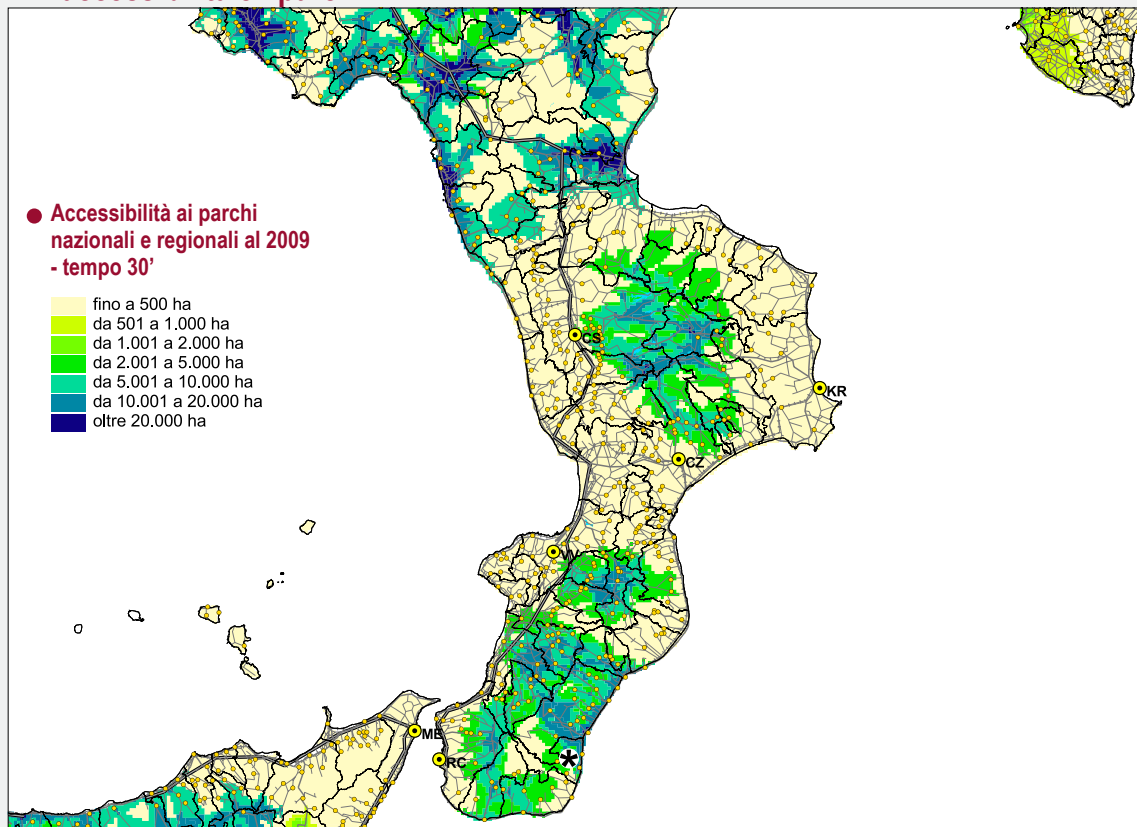 ● Accessibilità ai parchi
nazionali e regionali al 2009
- tempo 30'
fino a 500 ha
da 501 a 1.000 ha
da 1.001 a 2.000 ha
da 2.001 a 5.000 ha
da 5.001 a 10.000 ha
da 10.001 a 20.000 ha
oltre 20.000 ha
CS
KR
CZ
VV
ME
RC
*